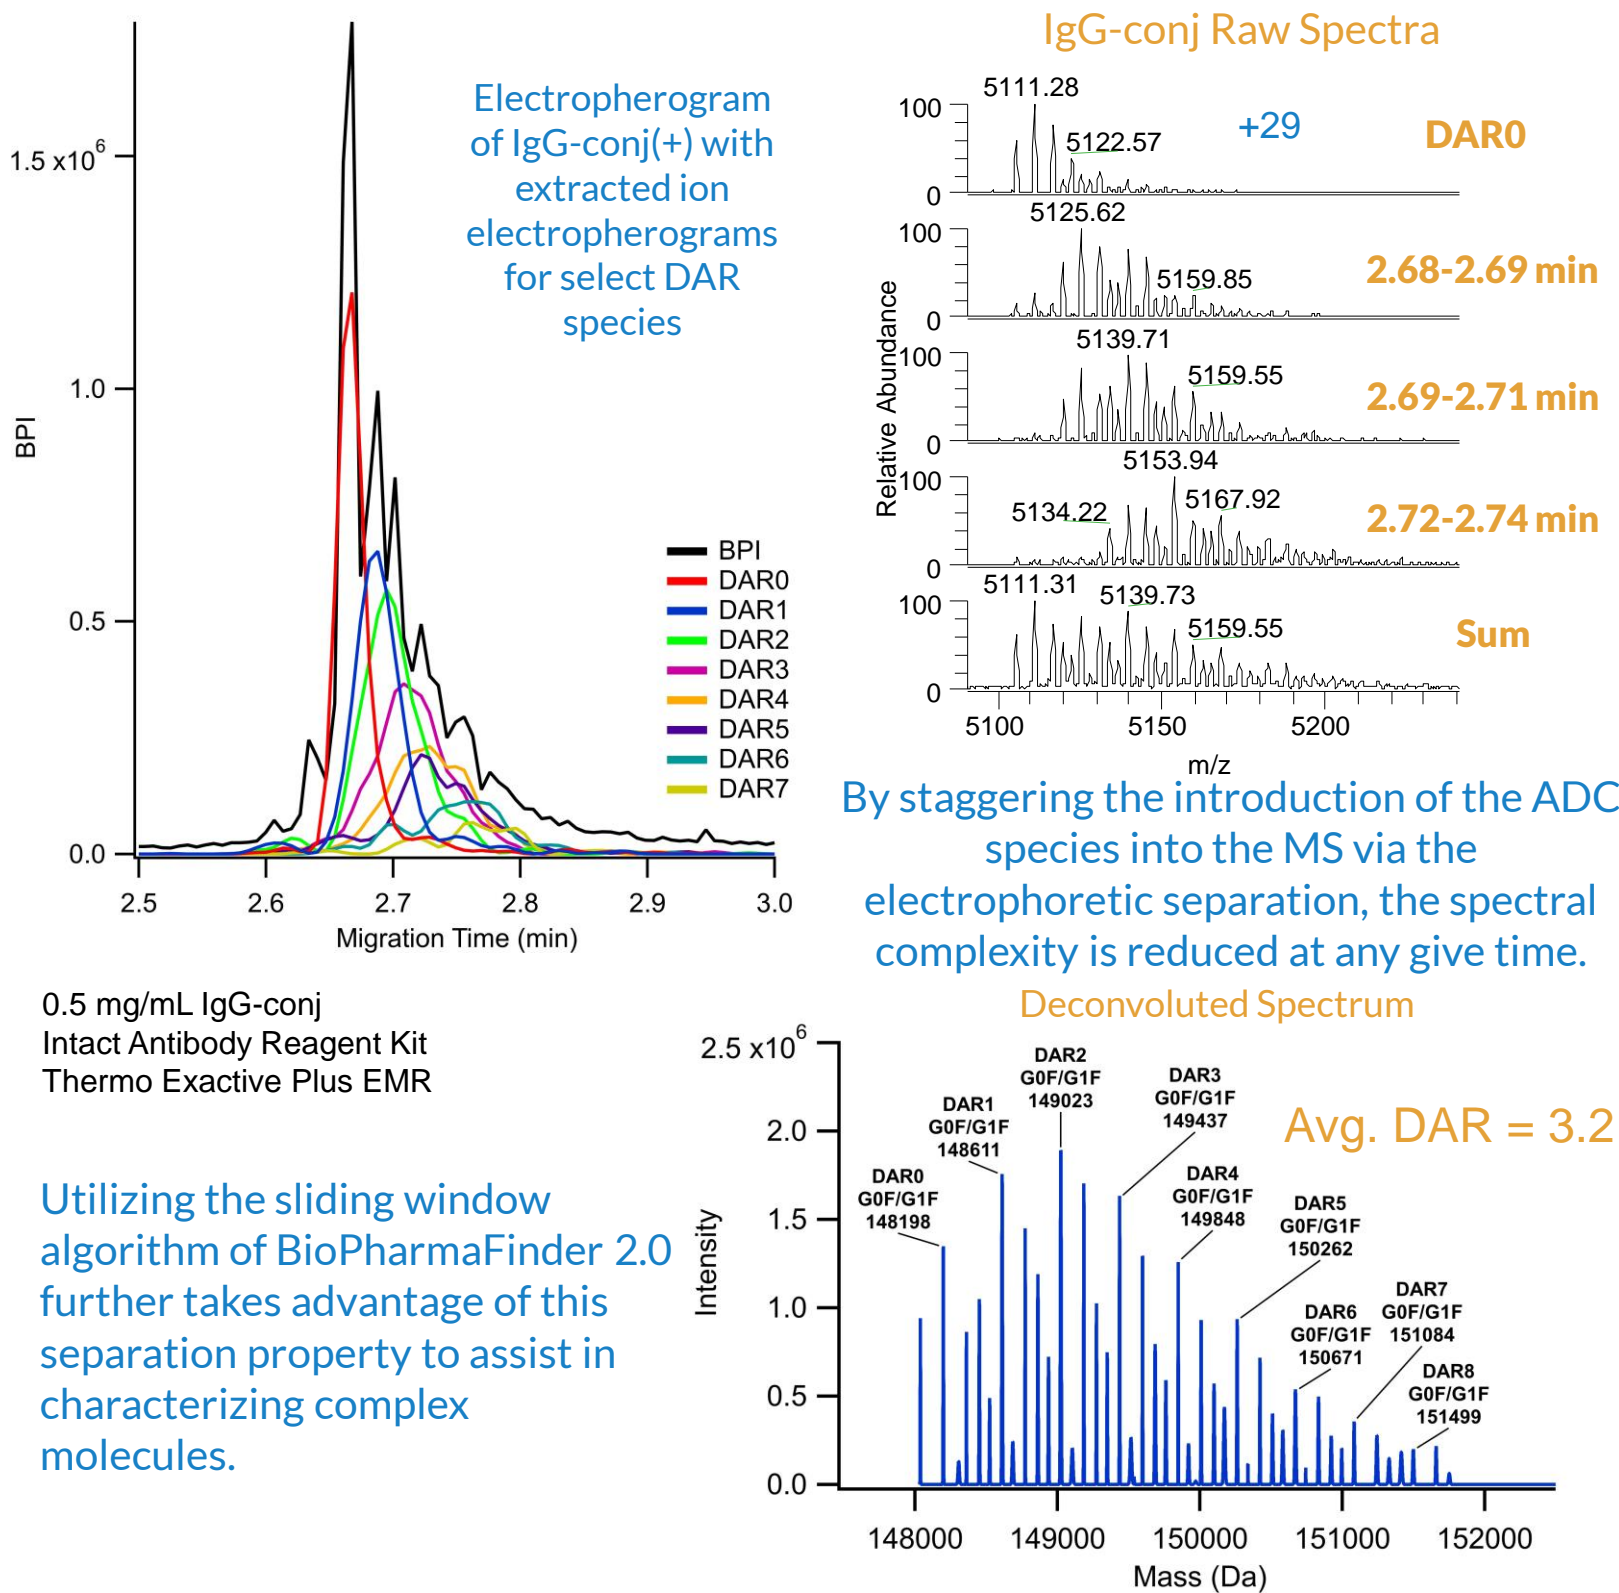 Electropherogram
of IgG-conj(+) with
extracted ion
electropherograms
for select DAR
species
1.5 x10⁶
1.0
0.5
0.0
BPI
BPI
DAR0
DAR1
DAR2
DAR3
DAR4
DAR5
DAR6
DAR7
2.5 2.6 2.7 2.8 2.9 3.0
Migration Time (min)
IgG-conj Raw Spectra
5111.28
100
5122.57
+29
DAR0
0
5125.62
100
5159.85
2.68-2.69 min
0
5139.71
100
5159.55
2.69-2.71 min
0
5153.94
100
5134.22
5167.92
2.72-2.74 min
0
5111.31
100
5139.73
5159.55
Sum
0
Relative Abundance
5100 5150 5200
m/z
By staggering the introduction of the ADC
species into the MS via the
electrophoretic separation, the spectral
complexity is reduced at any give time.
0.5 mg/mL IgG-conj
Intact Antibody Reagent Kit
Thermo Exactive Plus EMR
Utilizing the sliding window
algorithm of BioPharmaFinder 2.0
further takes advantage of this
separation property to assist in
characterizing complex
molecules.
Deconvoluted Spectrum
Avg. DAR = 3.2
2.5 x10⁶
2.0
1.5
1.0
0.5
0.0
Intensity
DAR0
G0F/G1F
148198
DAR1
G0F/G1F
148611
DAR2
G0F/G1F
149023
DAR3
G0F/G1F
149437
DAR4
G0F/G1F
149848
DAR5
G0F/G1F
150262
DAR6
G0F/G1F
150671
DAR7
G0F/G1F
151084
DAR8
G0F/G1F
151499
148000 149000 150000 151000 152000
Mass (Da)